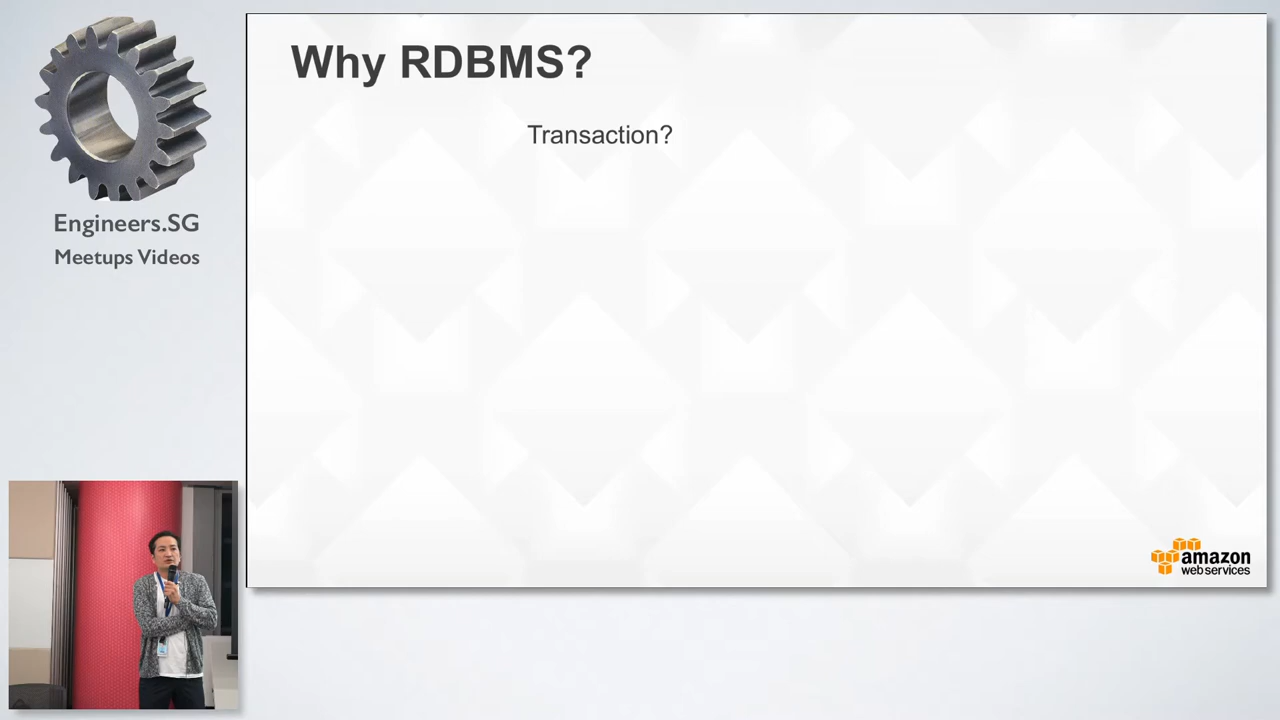 Engineers.SG
Meetups Videos
Why RDBMS?
Transaction?
amazon
web services